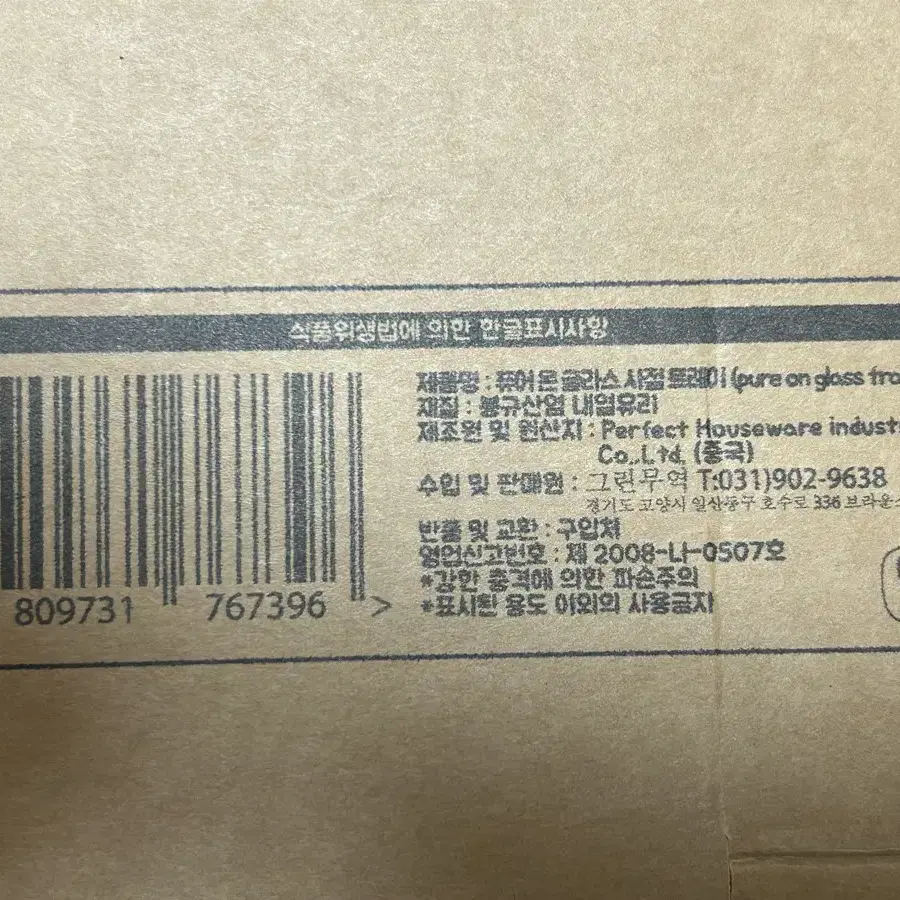 식품위생법에 의한 한글표시사항
제품명 : 퓨어 온 글라스 사절 트레이 (pure on glass
재질 : 붕규산염 내열유리
제조원 및 원산지 : Perfect Houseware
Co.,Ltd. (중국)
수입 및 판매원 : 그린무역 T:031)902-9638
경기도 고양시 일산동구 호수로 336
반품 및 교환 : 구입처
영업신고번호 : 제 2008-나-0507호
*강한 충격에 의한 파손주의
*표시된 용도 이외의 사용금지
809731 767396 >